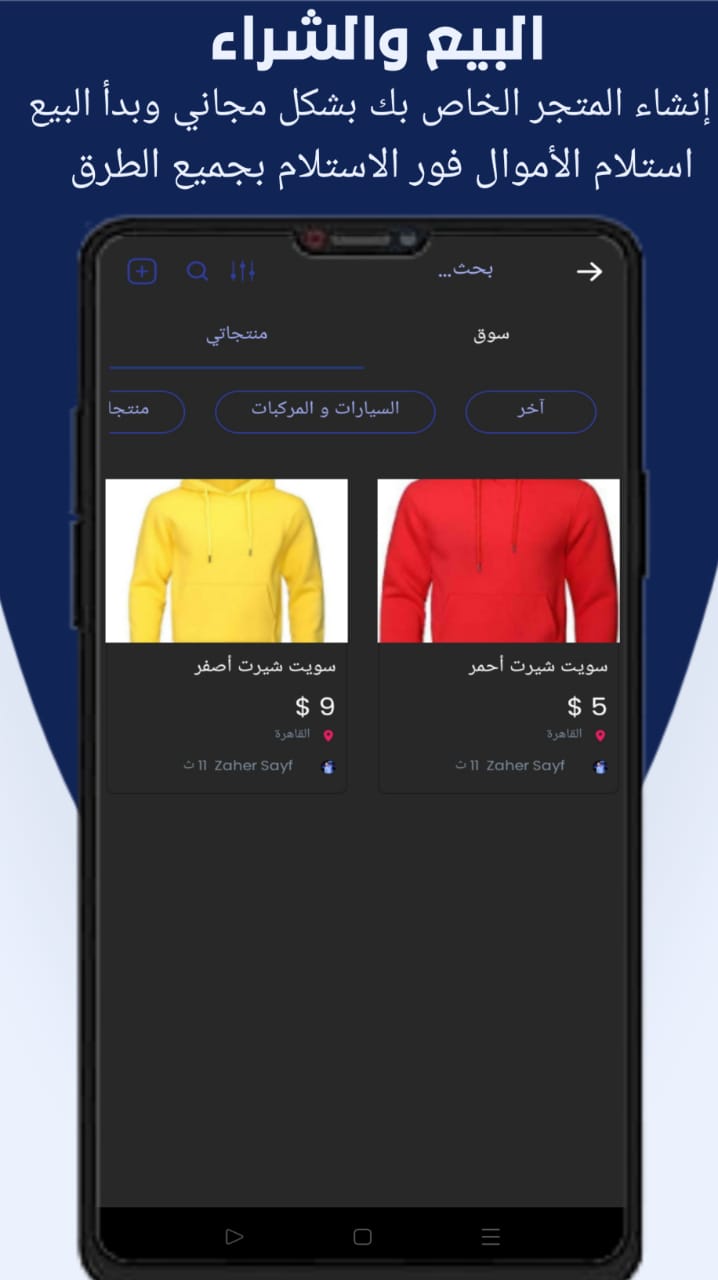 البيع والشراء
إنشاء المتجر الخاص بك بشكل مجاني وبدأ البيع
استلام الأموال فور الاستلام بجميع الطرق
بحث...
سوق
منتجاتي
آخر
السيارات و المركبات
منتجا
سويت شيرت أحمر
5 $
القاهرة
Zaher Sayf 11 ث
سويت شيرت أصفر
9 $
القاهرة
Zaher Sayf 11 ث